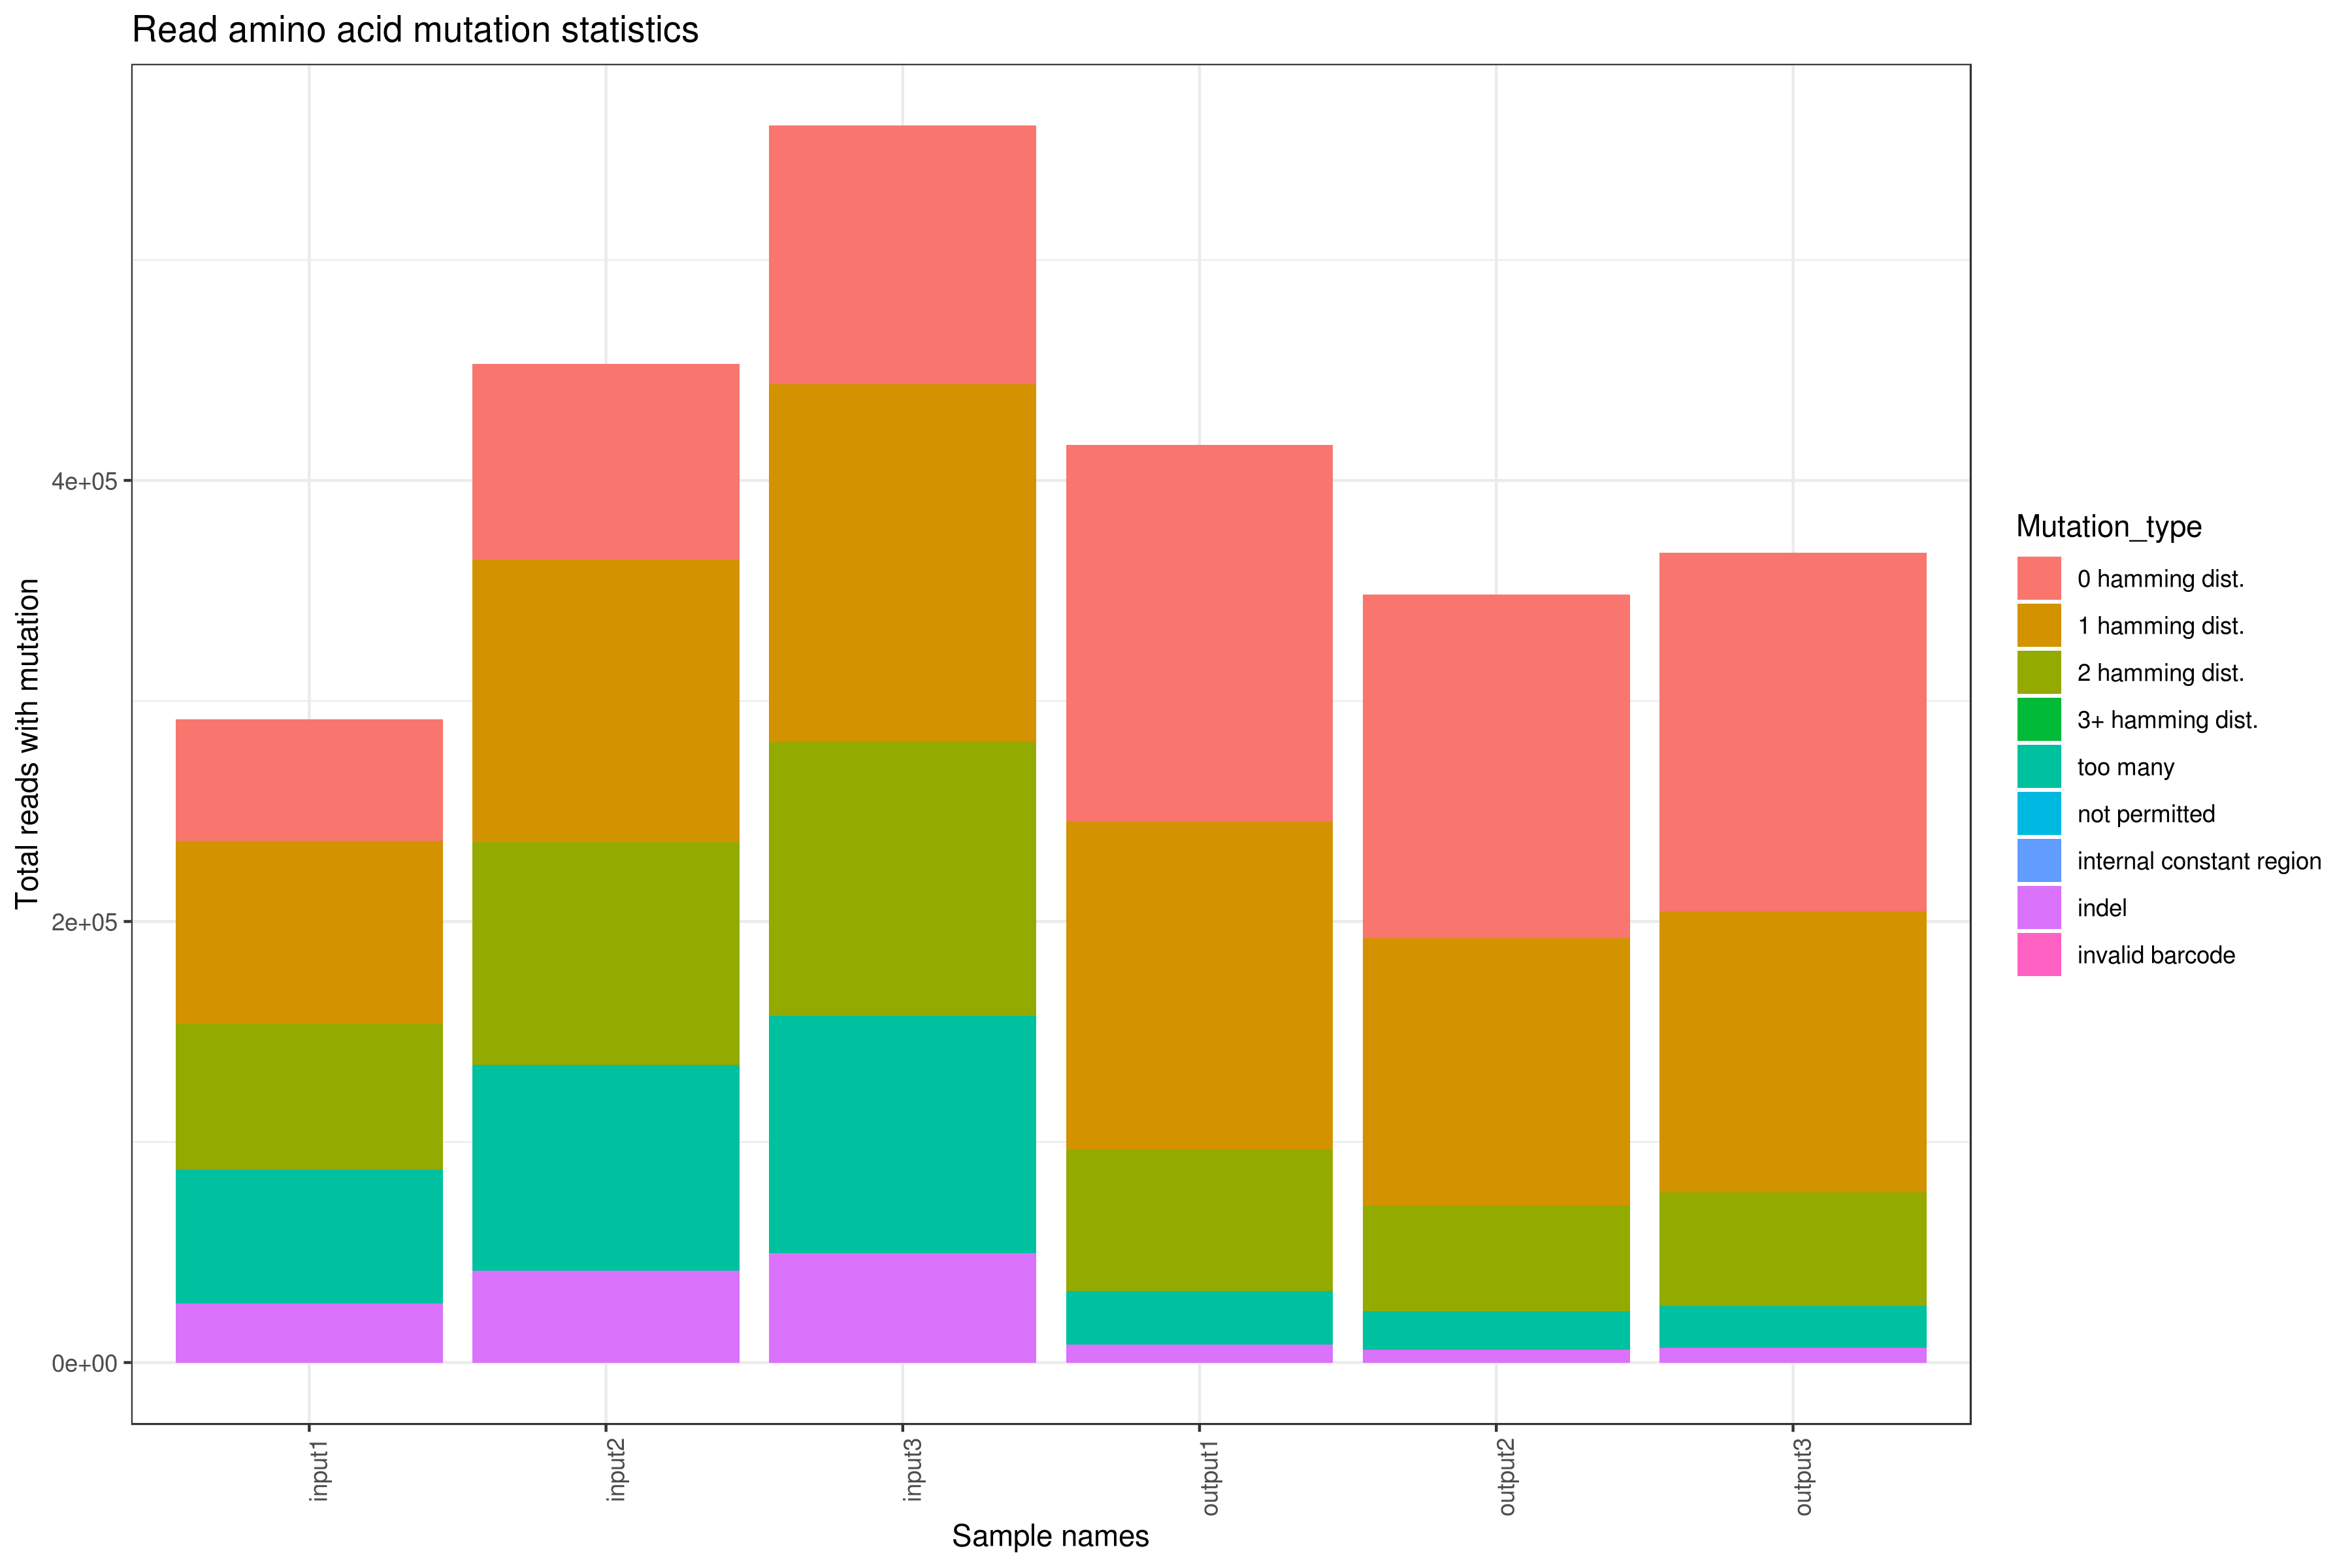 Read amino acid mutation statistics
Total reads with mutation
4e+05
2e+05
0e+00
input1
input2
input3
output1
output2
output3
Sample names
Mutation_type
0 hamming dist.
1 hamming dist.
2 hamming dist.
3+ hamming dist.
too many
not permitted
internal constant region
indel
invalid barcode